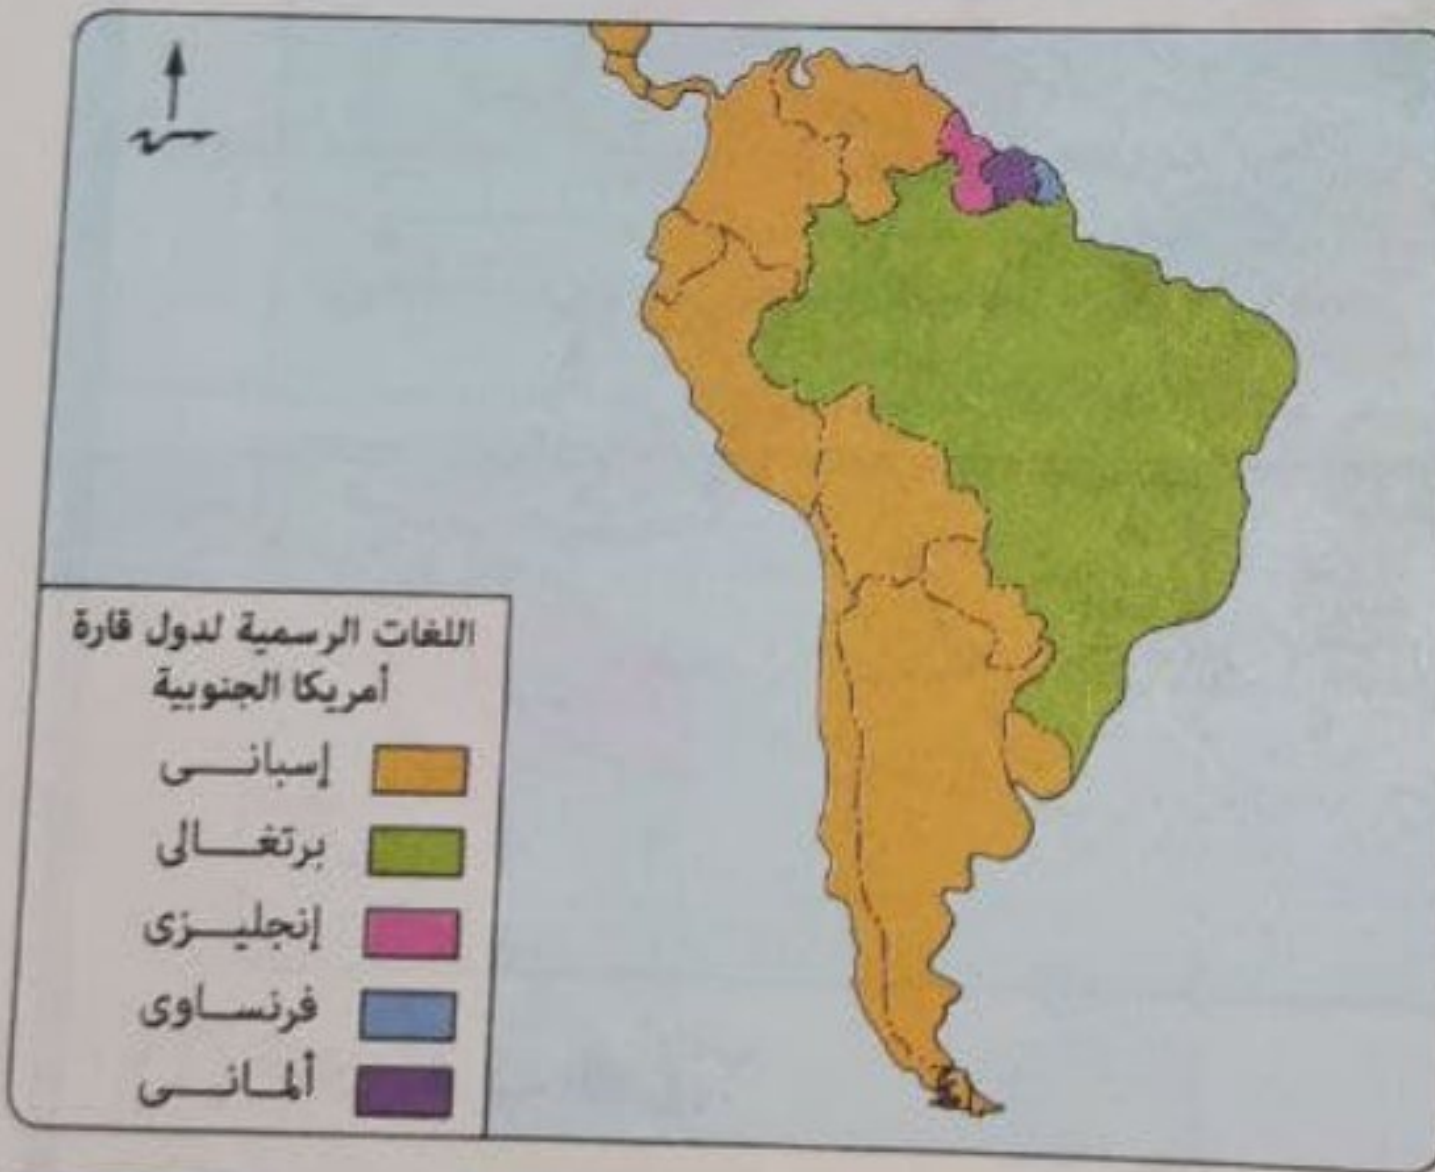 اللغات الرسمية لدول قارة
أمريكا الجنوبية
إسبانى
برتغالى
إنجليزى
فرنساوى
ألمانى